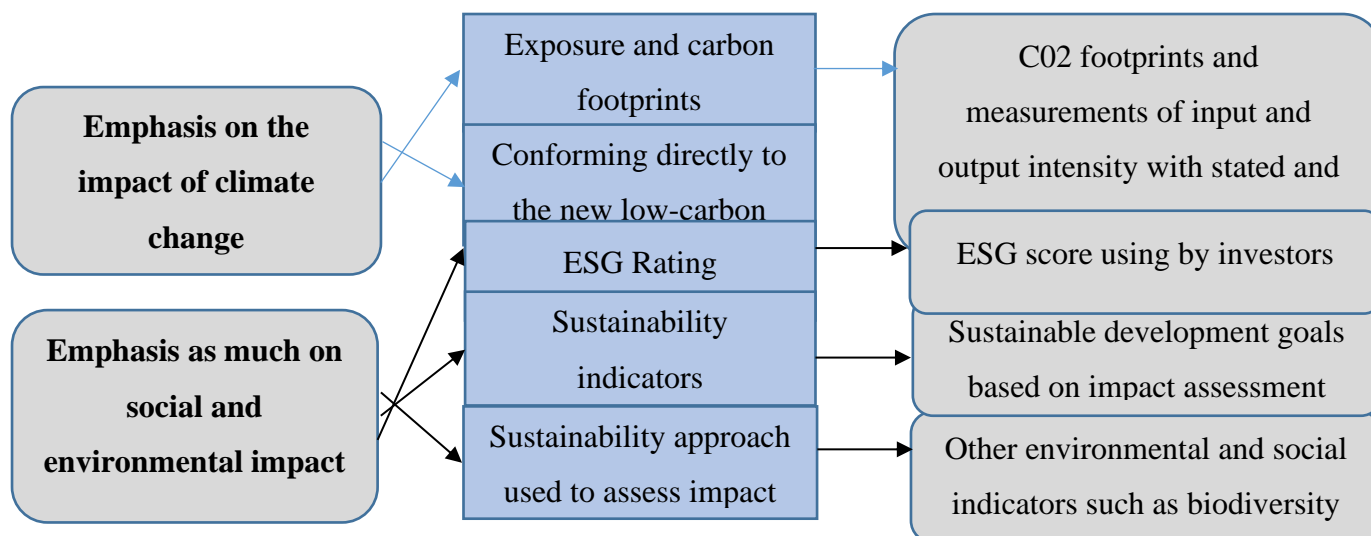 Emphasis on the
impact of climate
change
Emphasis as much on
social and
environmental impact
Exposure and carbon
footprints
Conforming directly to
the new low-carbon
ESG Rating
Sustainability
indicators
Sustainability approach
used to assess impact
C02 footprints and
measurements of input and
output intensity with stated and
ESG score using by investors
Sustainable development goals
based on impact assessment
Other environmental and social
indicators such as biodiversity